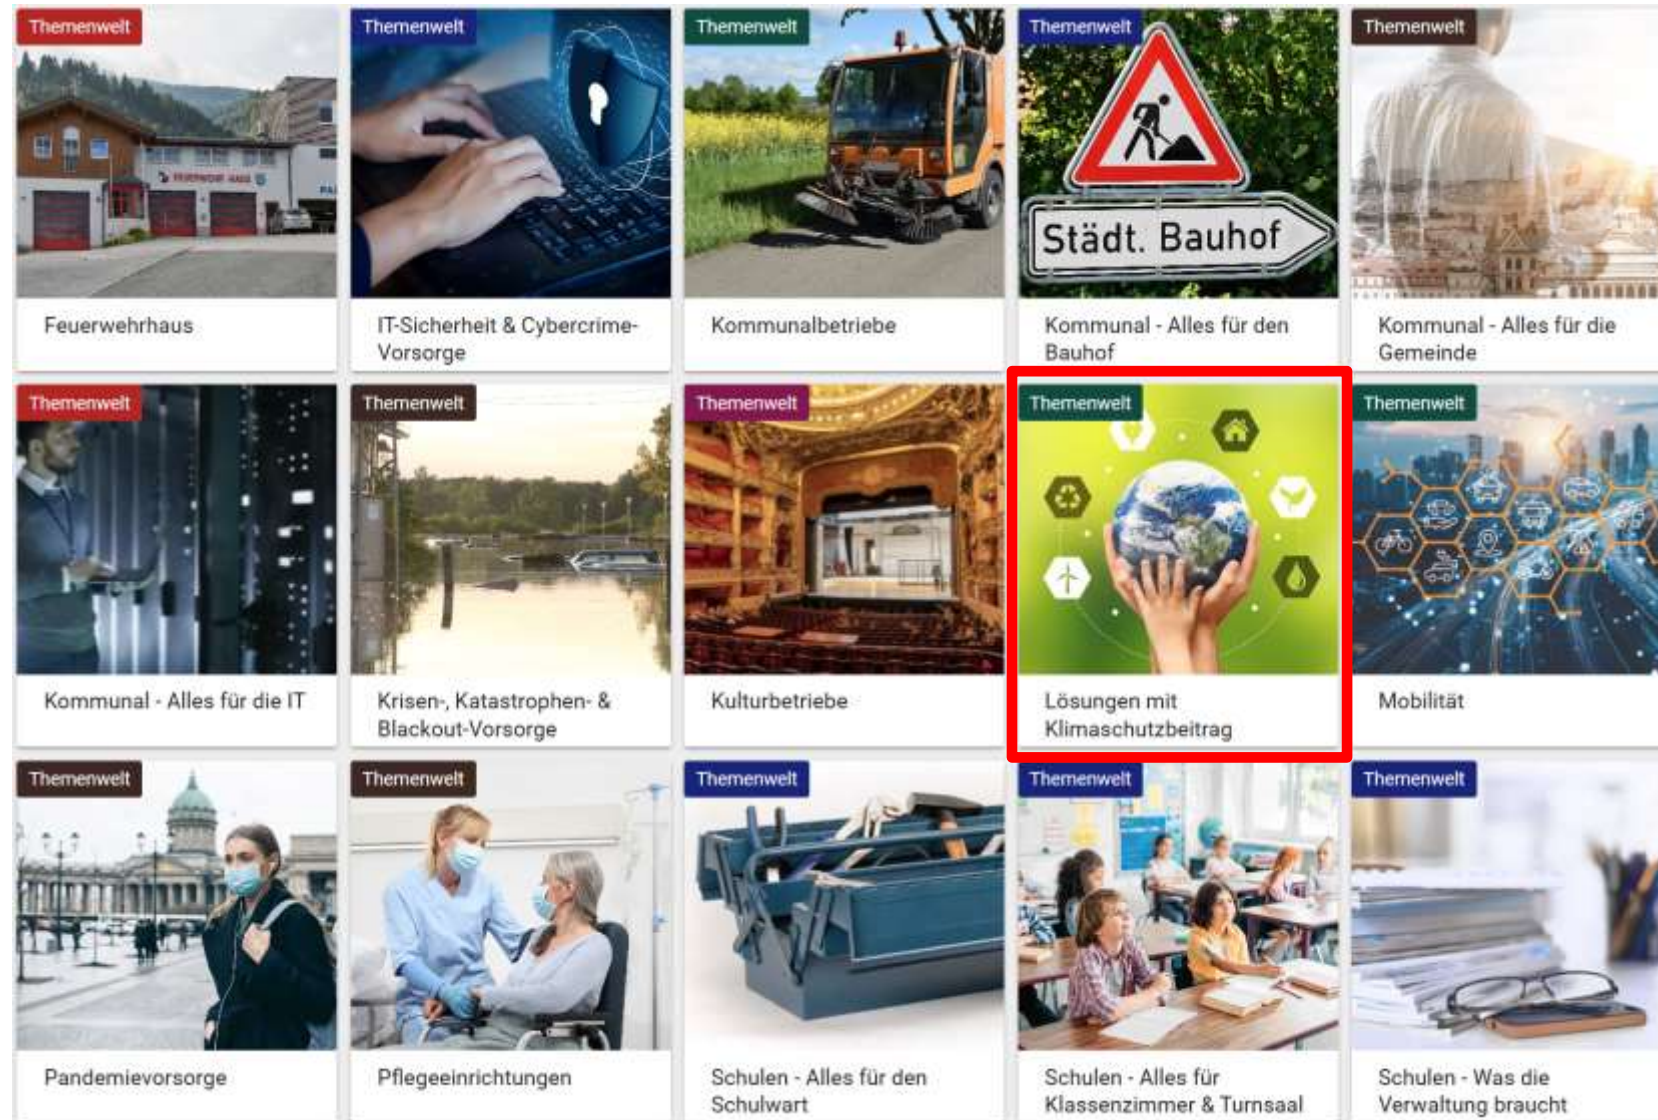 Themenwelt
Themenwelt
Themenwelt
Themenwelt
Themenwelt
FEUERWEHR HAUS
Städt. Bauhof
Feuerwehrhaus
IT-Sicherheit & Cybercrime-
Vorsorge
Kommunalbetriebe
Kommunal - Alles für den
Bauhof
Kommunal - Alles für die
Gemeinde
Themenwelt
Themenwelt
Themenwelt
Themenwelt
Themenwelt
Kommunal - Alles für die IT
Krisen-, Katastrophen- &
Blackout-Vorsorge
Kulturbetriebe
Lösungen mit
Klimaschutzbeitrag
Mobilität
Themenwelt
Themenwelt
Themenwelt
Themenwelt
Themenwelt
Pandemievorsorge
Pflegeeinrichtungen
Schulen - Alles für den
Schulwart
Schulen - Alles für
Klassenzimmer & Turnsaal
Schulen - Was die
Verwaltung braucht